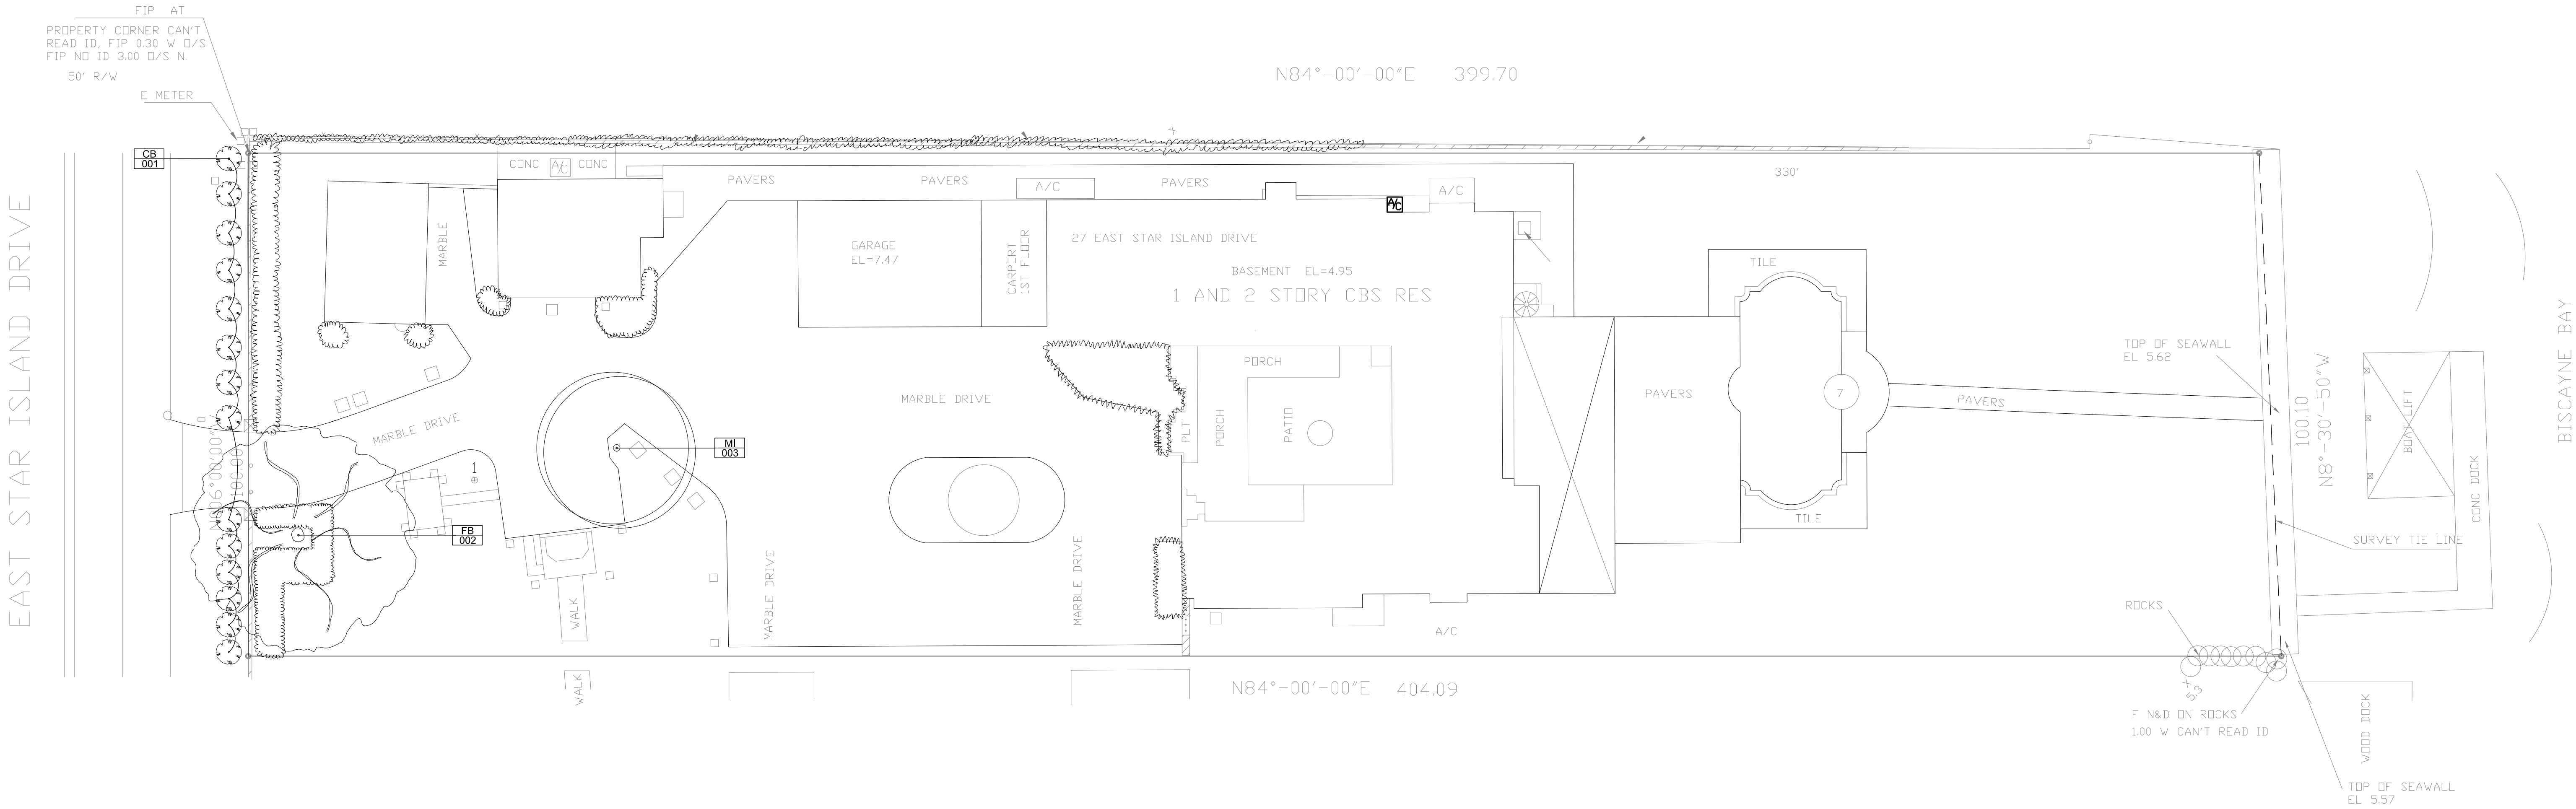 FIP AT
PROPERTY CORNER CAN'T
READ ID, FIP 0.30 W O/S
FIP NO ID 3.00 O/S N.
50' R/W
E METER
N84°-00'-00"E 399.70
CB
001
CONC
A/C
CONC
PAVERS
PAVERS
A/C
PAVERS
A/C
A/C
330'
EAST STAR ISLAND DRIVE
MARBLE
GARAGE
EL=7.47
CARPORT
1ST FLOOR
27 EAST STAR ISLAND DRIVE
BASEMENT EL=4.95
1 AND 2 STORY CBS RES
TILE
TOP OF SEAWALL
EL 5.62
BISCAYNE BAY
PORCH
MARBLE DRIVE
MARBLE DRIVE
PLT
PORCH
PATIO
PAVERS
7
PAVERS
100.10
N8°-30'-50"W
BOAT LIFT
CONC DOCK
MI
003
100.00'
1
FB
002
TILE
SURVEY TIE LINE
MARBLE DRIVE
MARBLE DRIVE
WALK
A/C
ROCKS
WALK
N84°-00'-00"E 404.09
X
5.3
F N&D ON ROCKS
1.00 W CAN'T READ ID
WOOD DOCK
TOP OF SEAWALL
EL 5.57